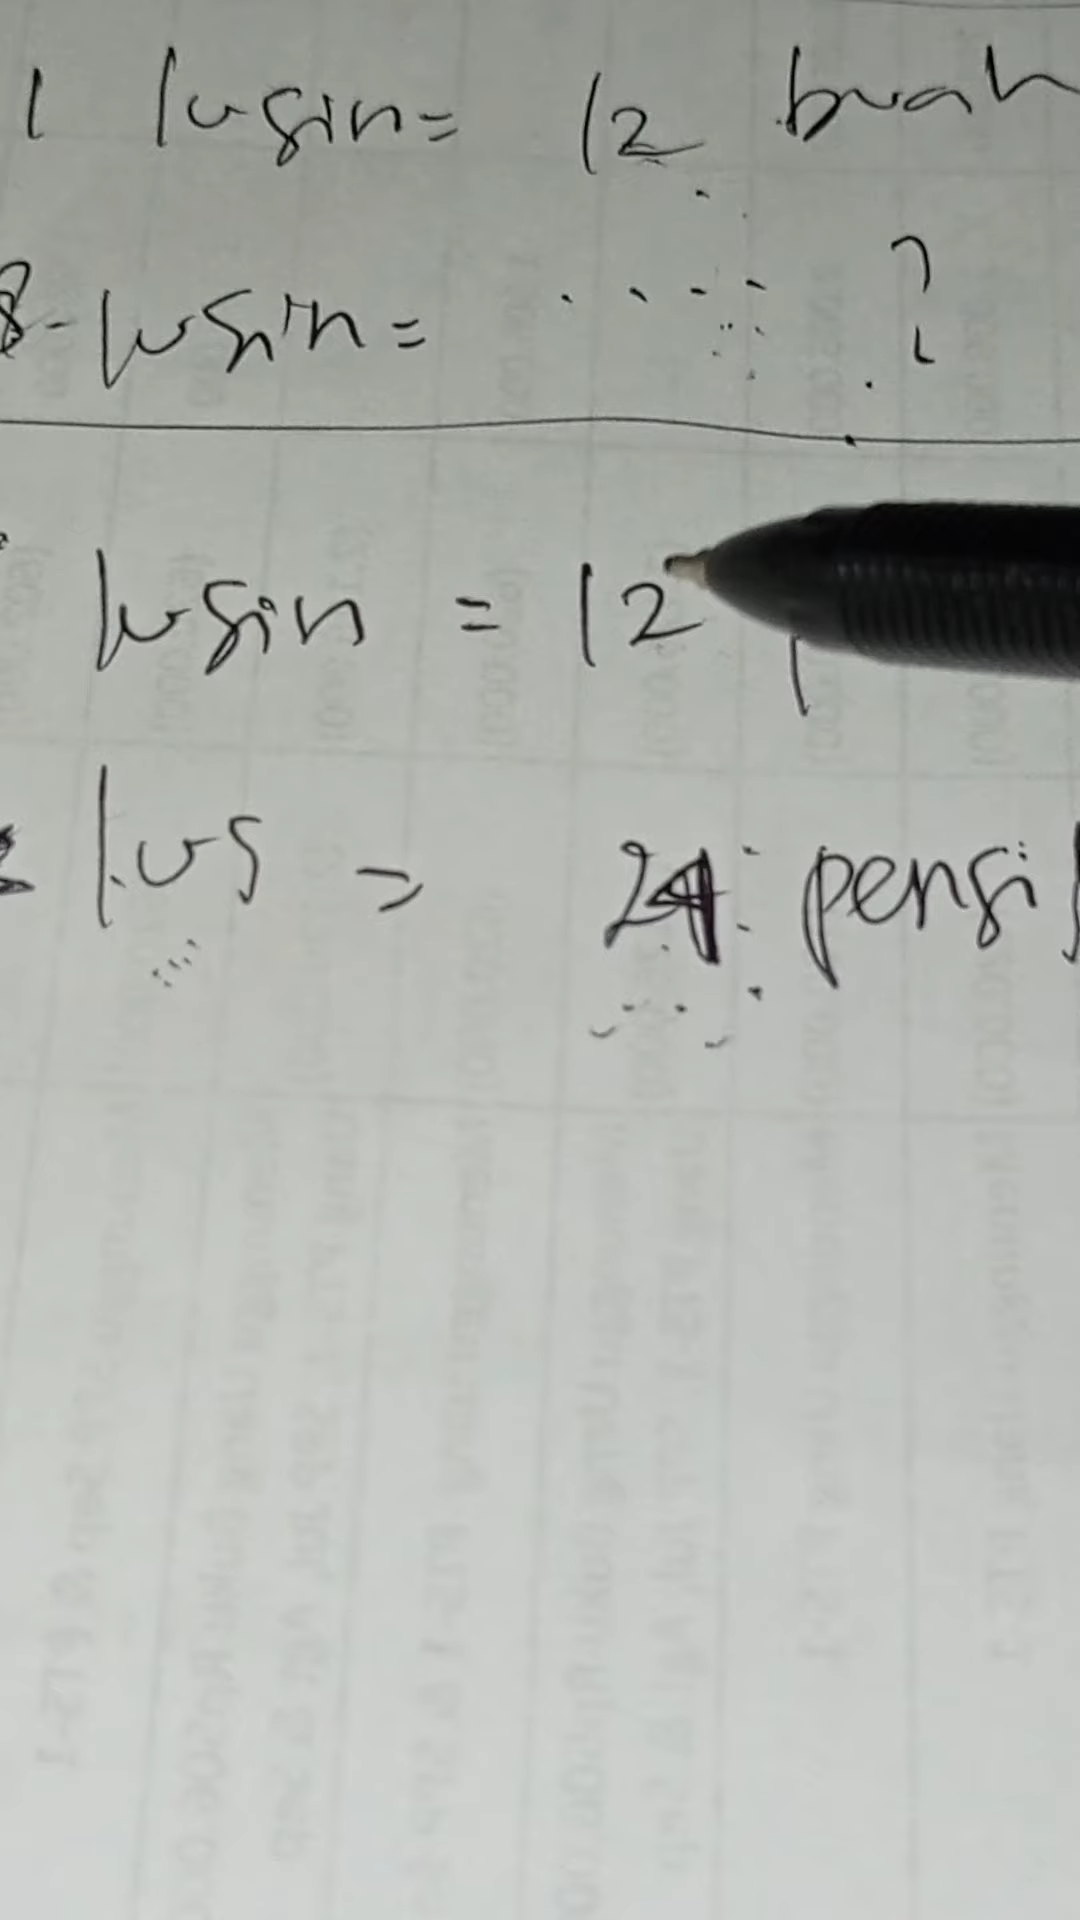 1 lusin = 12 buah
8 lusin = ..... ?
lusin = 12
lus = 24 pensil